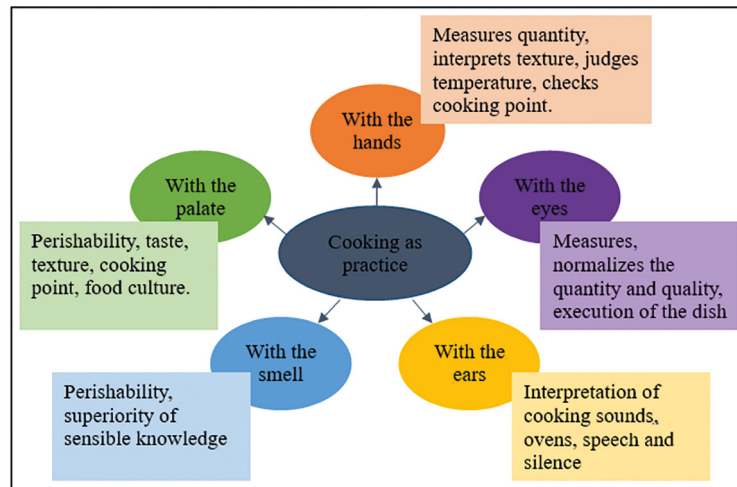 Measures quantity,
interprets texture, judges
temperature, checks
cooking point.
With the
hands
With the
palate
With the
eyes
Perishability, taste,
texture, cooking
point, food culture.
Cooking as
practice
Measures,
normalizes the
quantity and quality,
execution of the dish
With the
smell
With the
ears
Perishability,
superiority of
sensible knowledge
Interpretation of
cooking sounds,
ovens, speech and
silence